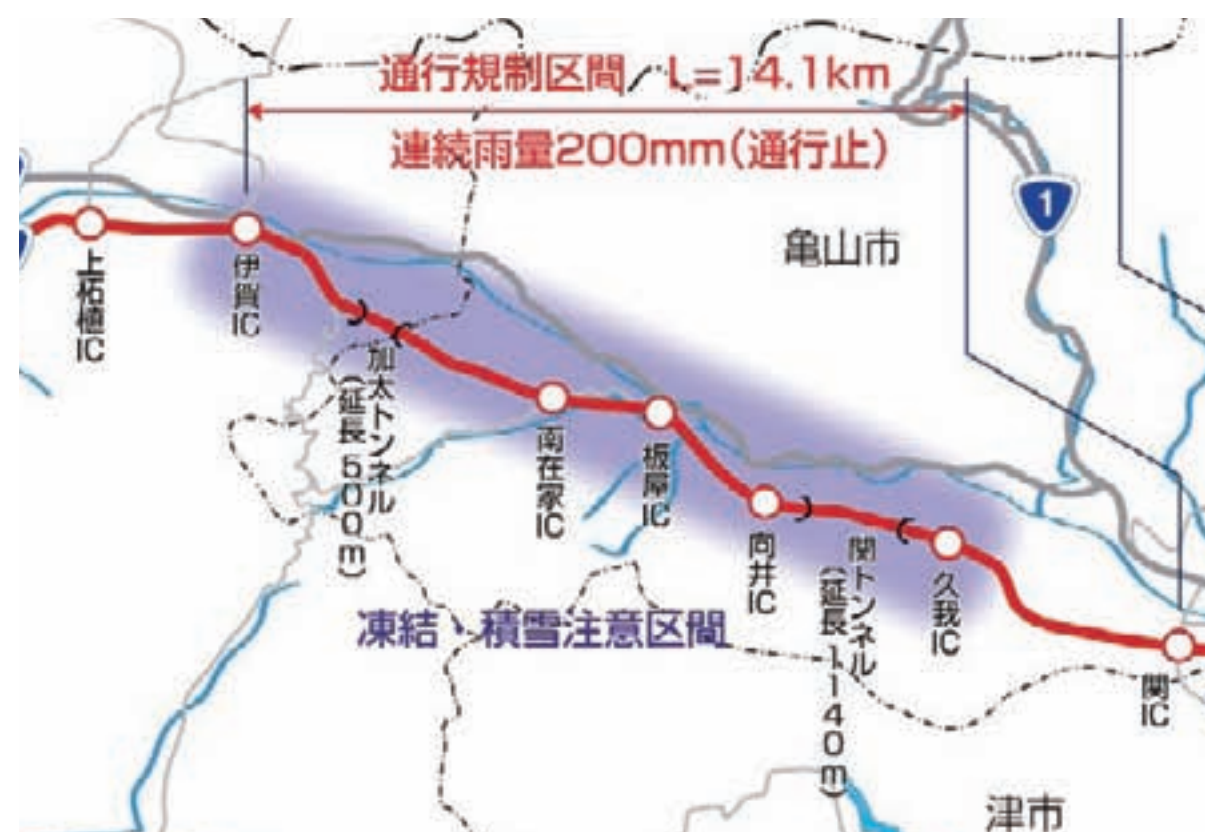 通行規制区間 L=14.1km
連続雨量200mm(通行止)
1
亀山市
上柘植IC
伊賀IC
加太トンネル
(延長500m)
南在家IC
板屋IC
向井IC
関トンネル
(延長1140m)
久我IC
関IC
凍結・積雪注意区間
津市